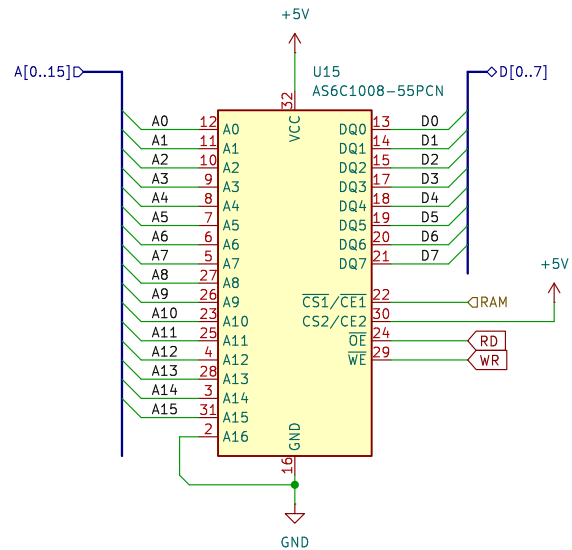 +5V
A[0..15]
U15
AS6C1008-55PCN
D[0..7]
32
VCC
A0 12 A0 DQ0 13 D0
A1 11 A1 DQ1 14 D1
A2 10 A2 DQ2 15 D2
A3 9 A3 DQ3 17 D3
A4 8 A4 DQ4 18 D4
A5 7 A5 DQ5 19 D5
A6 6 A6 DQ6 20 D6
A7 5 A7 DQ7 21 D7
+5V
A8 27 A8
A9 26 A9 CS1/CE1 22 RAM
A10 23 A10 CS2/CE2 30
A11 25 A11 OE 24 RD
A12 4 A12 WE 29 WR
A13 28 A13
A14 3 A14
A15 31 A15
2 A16
GND
16
GND